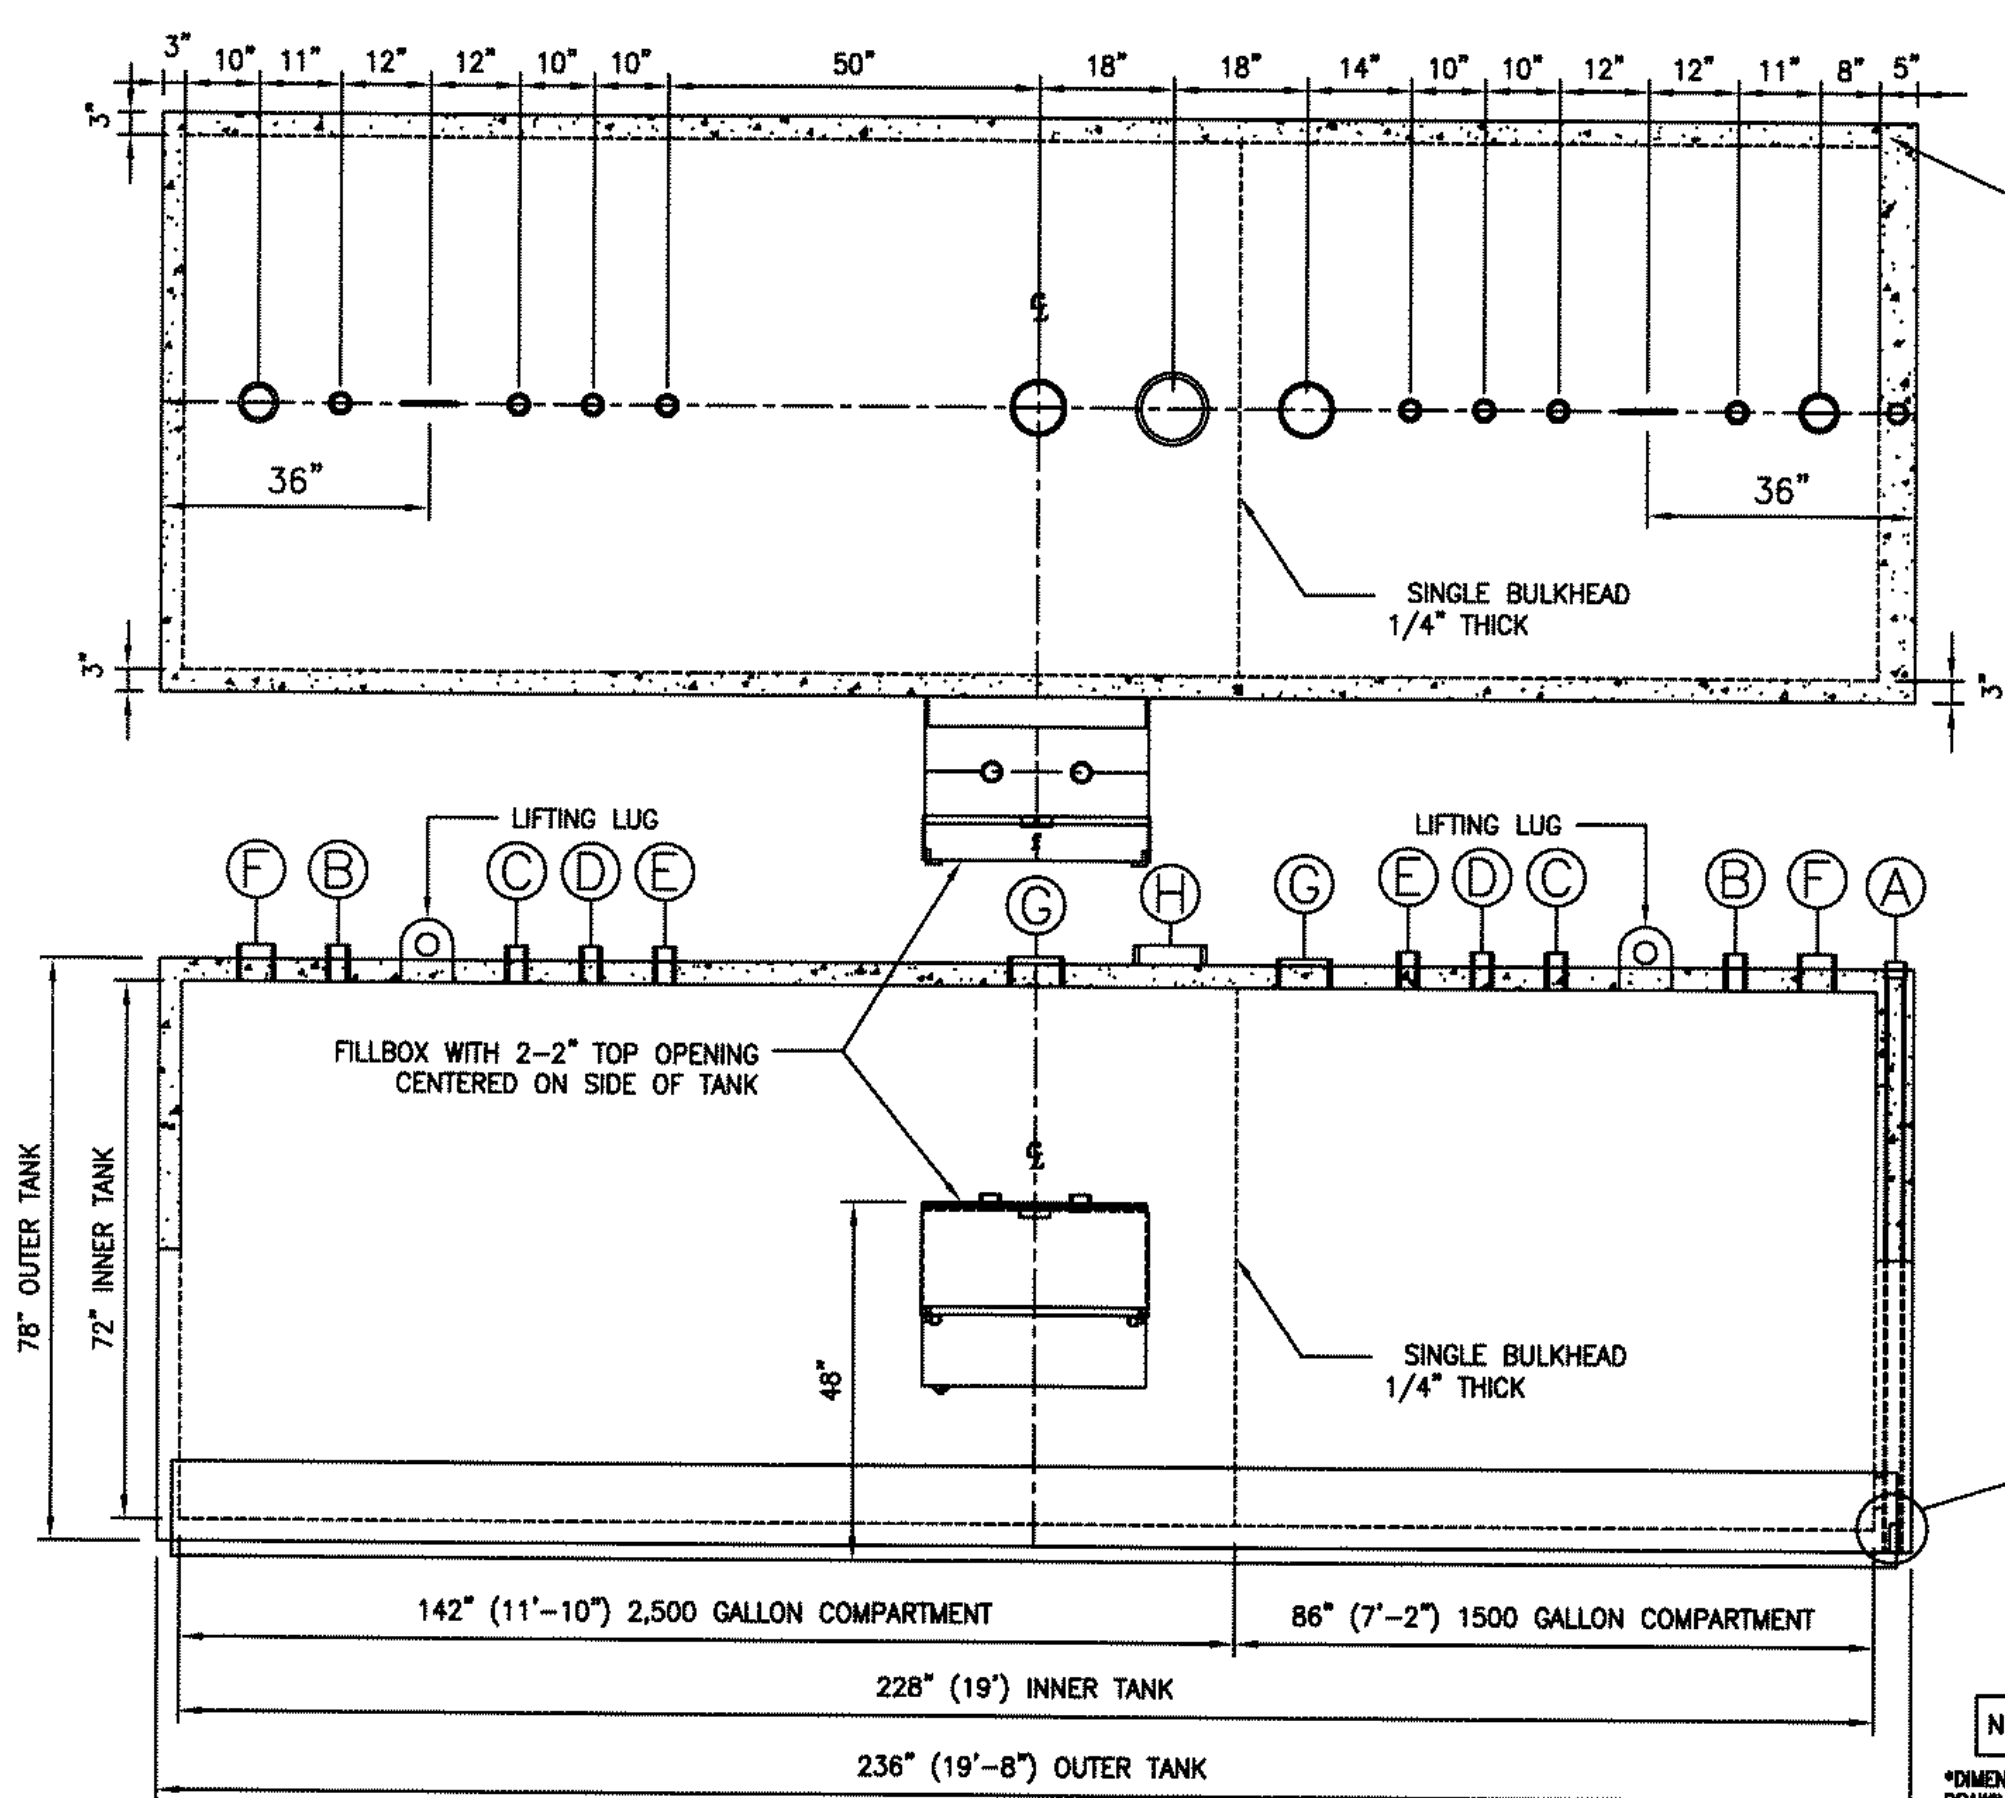 3" 10" 11" 12" 12" 10" 10" 50" 18" 18" 14" 10" 10" 12" 12" 11" 8" 5"
3"
℄
36" 36"
SINGLE BULKHEAD
1/4" THICK
3" 3"
LIFTING LUG LIFTING LUG
F B C D E G H G E D C B F A
FILLBOX WITH 2-2" TOP OPENING
CENTERED ON SIDE OF TANK
℄
78" OUTER TANK
72" INNER TANK
48"
SINGLE BULKHEAD
1/4" THICK
142" (11'-10") 2,500 GALLON COMPARTMENT 86" (7'-2") 1500 GALLON COMPARTMENT
228" (19') INNER TANK
236" (19'-8") OUTER TANK
N